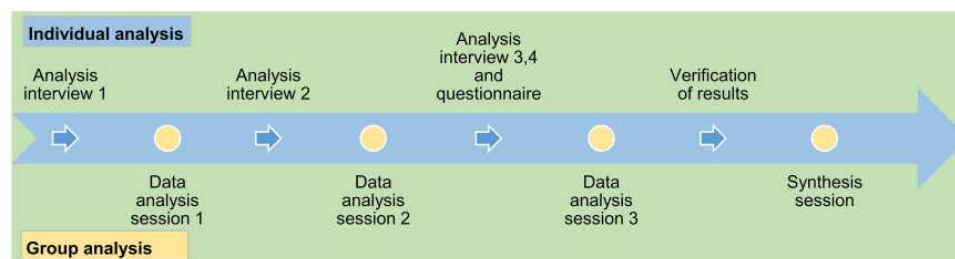 Individual analysis
Analysis
interview 1
Analysis
interview 2
Analysis
interview 3,4
and
questionnaire
Verification
of results
Data
analysis
session 1
Data
analysis
session 2
Data
analysis
session 3
Synthesis
session
Group analysis